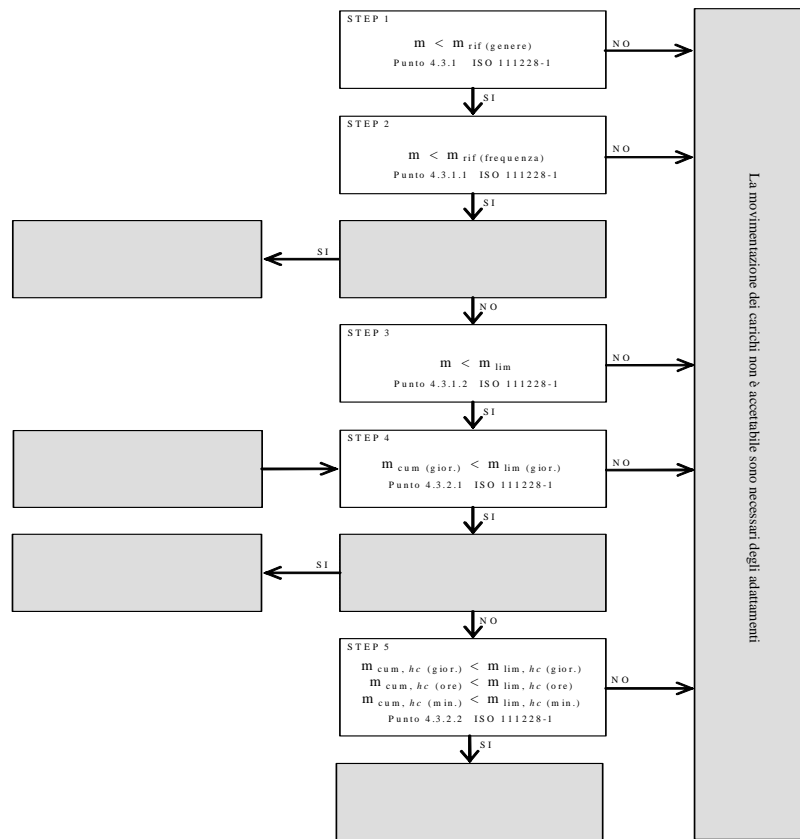 STEP 1
m < m rif (genere)
Punto 4.3.1 ISO 111228-1
NO
SI
STEP 2
m < m rif (frequenza)
Punto 4.3.1.1 ISO 111228-1
NO
SI
SI
NO
STEP 3
m < m lim
Punto 4.3.1.2 ISO 111228-1
NO
SI
STEP 4
m cum (gior.) < m lim (gior.)
Punto 4.3.2.1 ISO 111228-1
NO
SI
SI
NO
STEP 5
m cum, hc (gior.) < m lim, hc (gior.)
m cum, hc (ore) < m lim, hc (ore)
m cum, hc (min.) < m lim, hc (min.)
Punto 4.3.2.2 ISO 111228-1
NO
SI
La movimentazione dei carichi non è accettabile sono necessari degli adattamenti